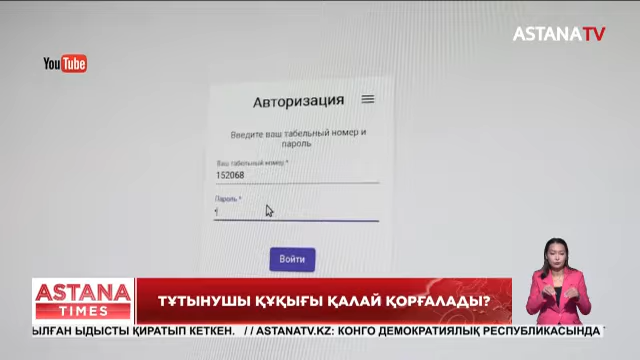 ASTANATV
YouTube
Авторизация
Введите ваш табельный номер и
пароль
Ваш табельный номер *
152068
Пароль *
Войти
ASTANA
TIMES
ТҰТЫНУШЫ ҚҰҚЫҒЫ ҚАЛАЙ ҚОРҒАЛАДЫ?
ЫЛҒАН ЫДЫСТЫ ҚИРАТЫП КЕТКЕН. // ASTANATV.KZ: КОНГО ДЕМОКРАТИЯЛЫҚ РЕСПУБЛИКАСЫНДА